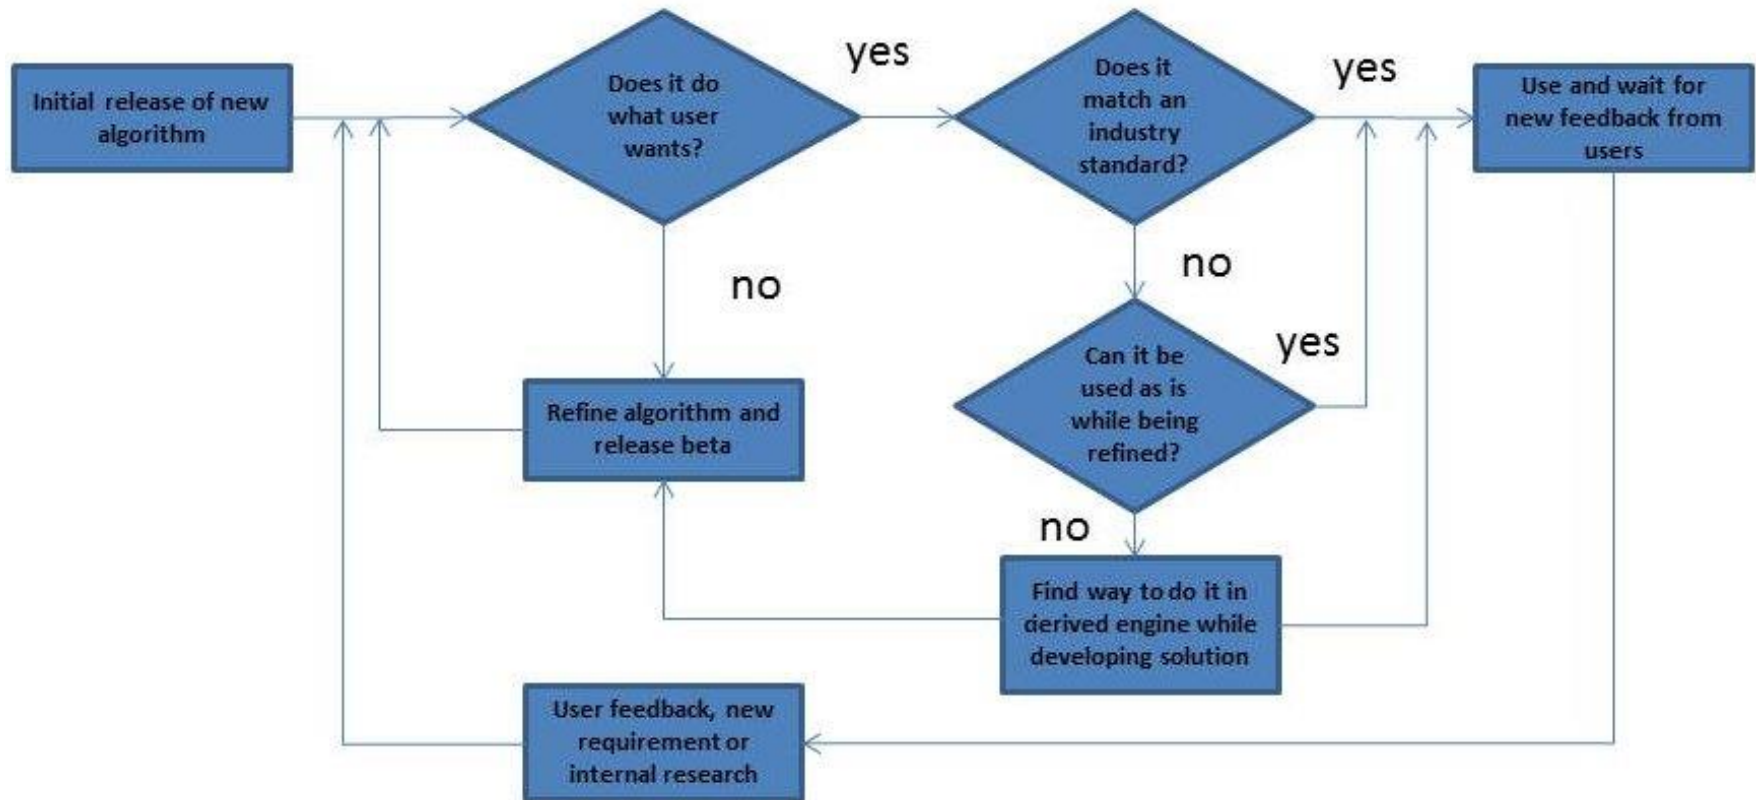 Initial release of new
algorithm
Does it do
what user
wants?
yes
Does it
match an
industry
standard?
yes
Use and wait for
new feedback from
users
no
no
Can it be
used as is
while being
refined?
yes
Refine algorithm and
release beta
no
Find way to do it in
derived engine while
developing solution
User feedback, new
requirement or
internal research